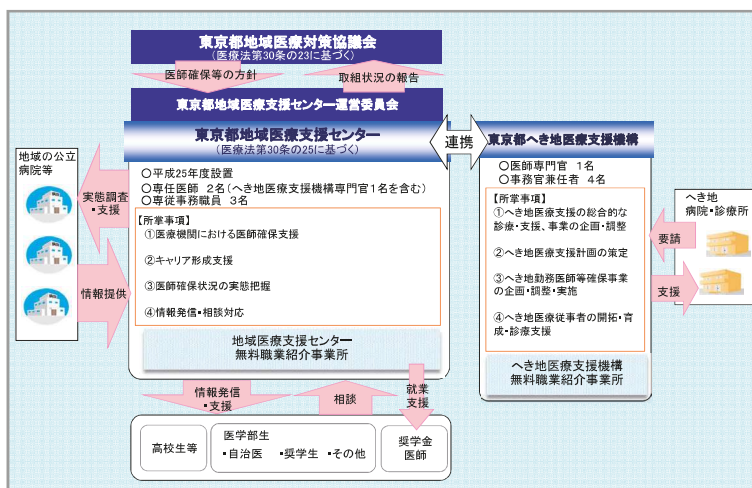 東京都地域医療対策協議会
(医療法第30条の23に基づく)
医師確保等の方針
取組状況の報告
東京都地域医療支援センター運営委員会
東京都地域医療支援センター
(医療法第30条の25に基づく)
連携
東京都へき地医療支援機構
地域の公立
病院等
実態調査
・支援
情報提供
○平成25年度設置
○専任医師 2名(へき地医療支援機構専門官1名を含む)
○専従事務職員 3名
【所掌事項】
①医療機関における医師確保支援
②キャリア形成支援
③医師確保状況の実態把握
④情報発信・相談対応
地域医療支援センター
無料職業紹介事業所
○医師専門官 1名
○事務官兼任者 4名
【所掌事項】
①へき地医療支援の総合的な
診療・支援、事業の企画・調整
②へき地医療支援計画の策定
③へき地勤務医師等確保事業
の企画・調整・実施
④へき地医療従事者の開拓・育
成・診療支援
へき地医療支援機構
無料職業紹介事業所
へき地
病院・診療所
要請
支援
情報発信
・支援
相談
就業
支援
高校生等
医学部生
・自治医 ・奨学生 ・その他
奨学金
医師